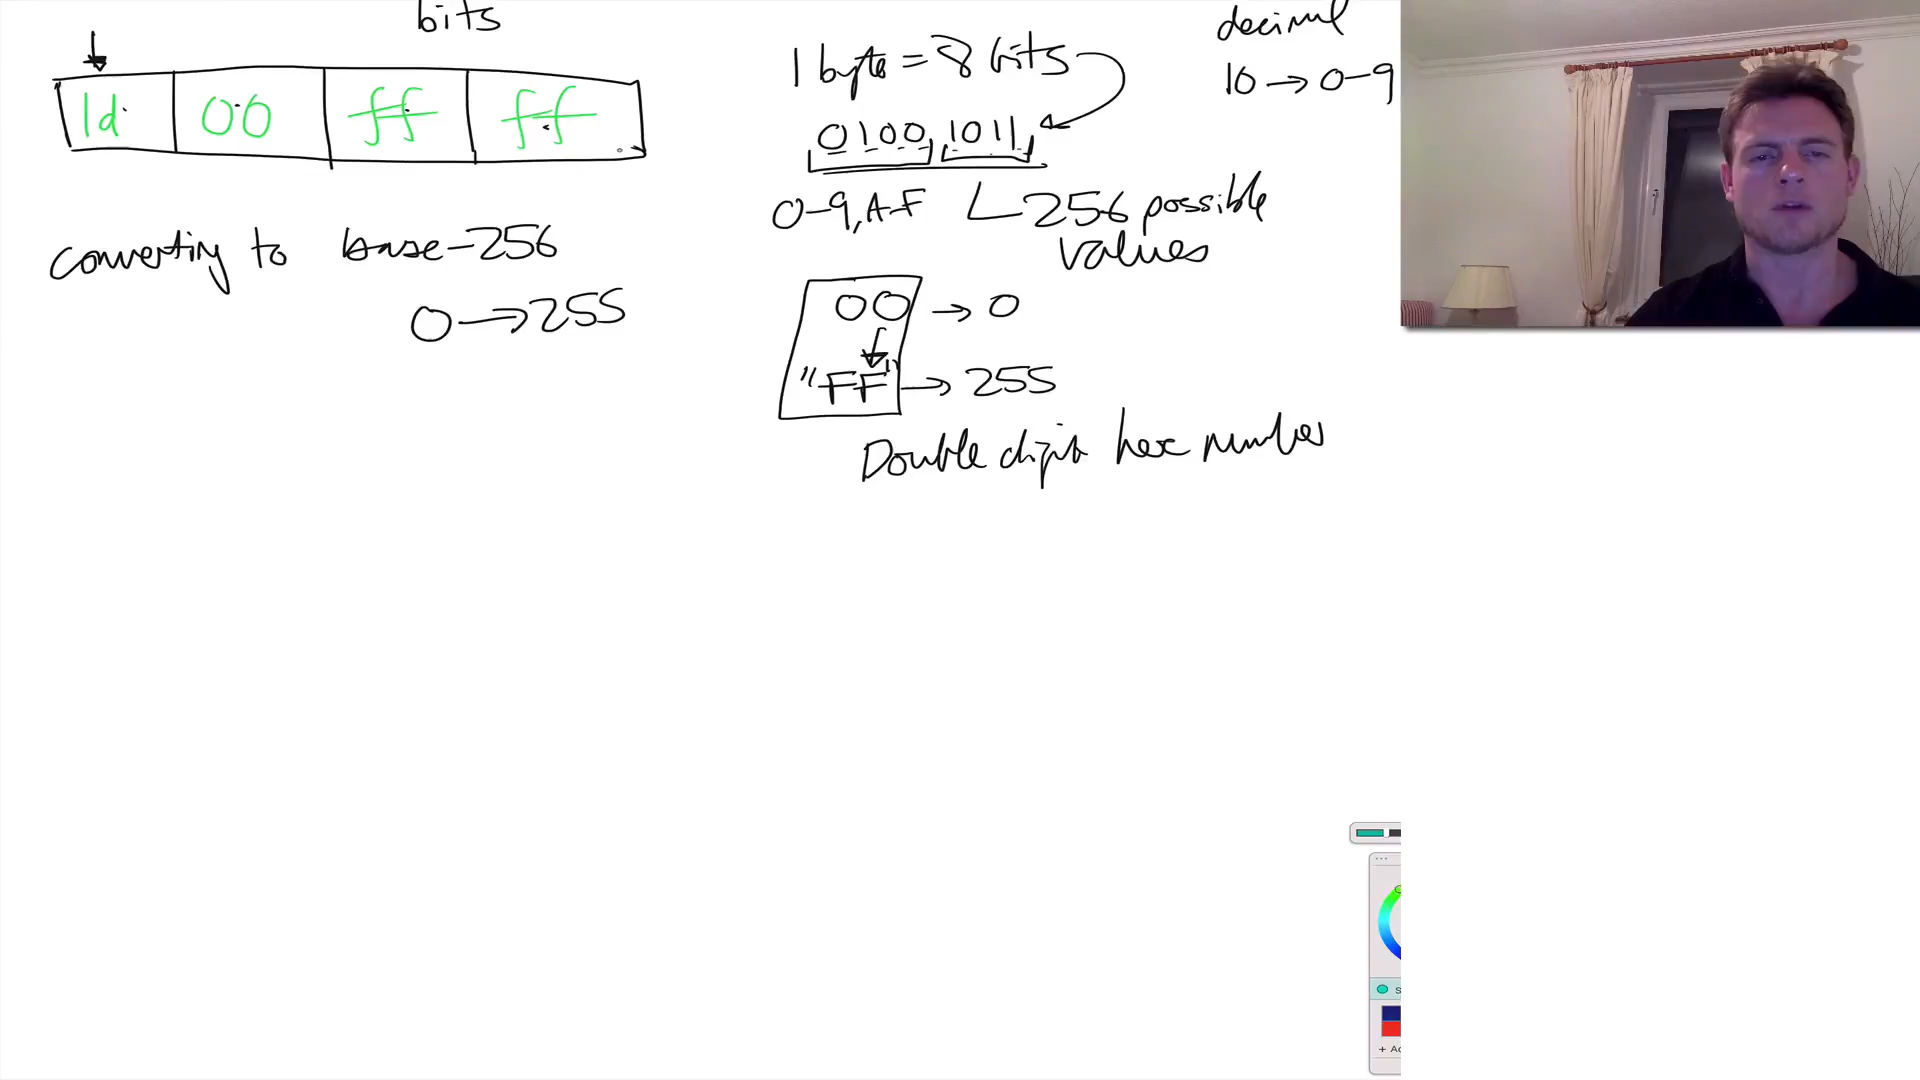 bits
1d 00 ff ff
converting to base-256
0→255
1 byte = 8 bits
0100 1011
0-9, A-F
256 possible
values
00 → 0
"FF" → 255
Double digit hex number
decimal
10 → 0-9